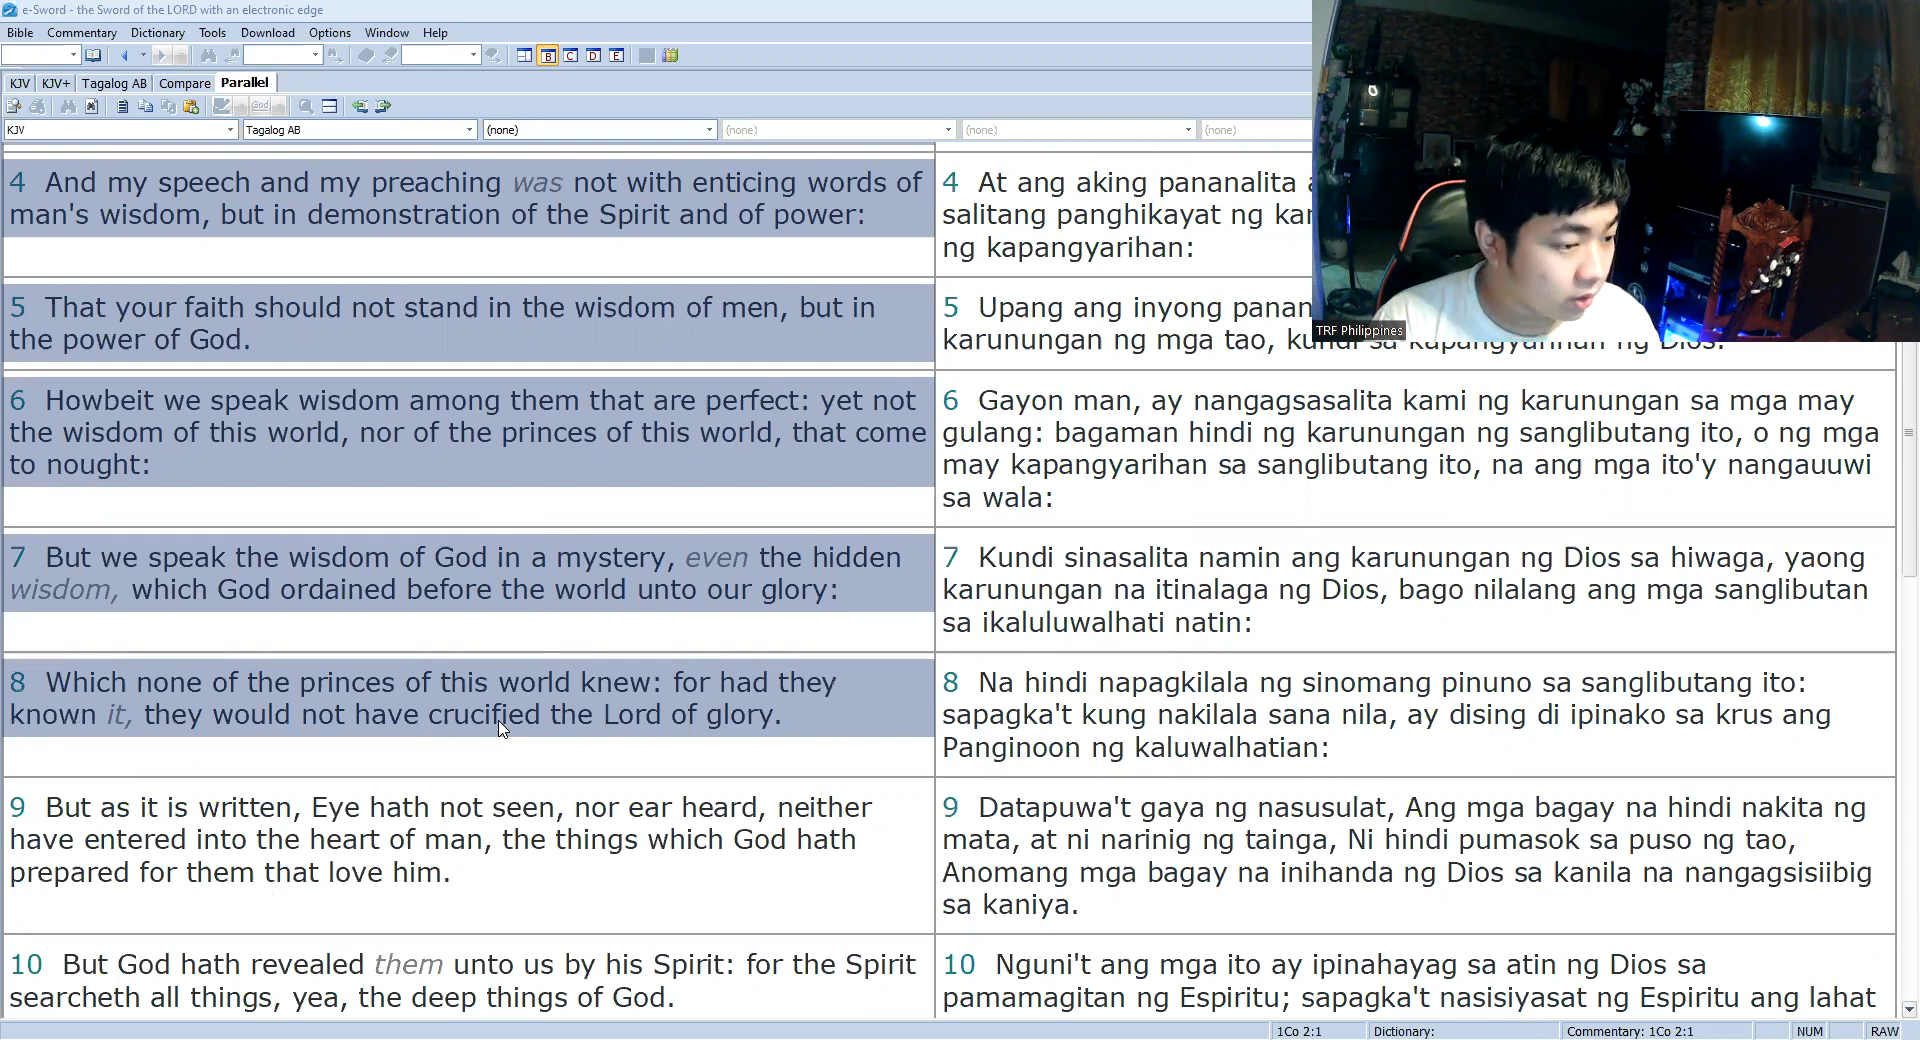 e-Sword - the Sword of the LORD with an electronic edge
Bible Commentary Dictionary Tools Download Options Window Help
B C D E
KJV KJV+ Tagalog AB Compare Parallel
God
KJV Tagalog AB (none) (none) (none) (none)
4 And my speech and my preaching was not with enticing words of
man's wisdom, but in demonstration of the Spirit and of power:
4 At ang aking pananalita
salitang panghikayat ng
ng kapangyarihan:
5 That your faith should not stand in the wisdom of men, but in
the power of God.
5 Upang ang inyong
karunungan ng mga tao, kundi sa kapangyarihan ng Dios.
6 Howbeit we speak wisdom among them that are perfect: yet not
the wisdom of this world, nor of the princes of this world, that come
to nought:
6 Gayon man, ay nangagsasalita kami ng karunungan sa mga may
gulang: bagaman hindi ng karunungan ng sanglibutang ito, o ng mga
may kapangyarihan sa sanglibutang ito, na ang mga ito'y nangauuwi
sa wala:
7 But we speak the wisdom of God in a mystery, even the hidden
wisdom, which God ordained before the world unto our glory:
7 Kundi sinasalita namin ang karunungan ng Dios sa hiwaga, yaong
karunungan na itinalaga ng Dios, bago nilalang ang mga sanglibutan
sa ikaluluwalhati natin:
8 Which none of the princes of this world knew: for had they
known it, they would not have crucified the Lord of glory.
8 Na hindi napagkilala ng sinomang pinuno sa sanglibutang ito:
sapagka't kung nakilala sana nila, ay dising di ipinako sa krus ang
Panginoon ng kaluwalhatian:
9 But as it is written, Eye hath not seen, nor ear heard, neither
have entered into the heart of man, the things which God hath
prepared for them that love him.
9 Datapuwa't gaya ng nasusulat, Ang mga bagay na hindi nakita ng
mata, at ni narinig ng tainga, Ni hindi pumasok sa puso ng tao,
Anomang mga bagay na inihanda ng Dios sa kanila na nangagsisiibig
sa kaniya.
10 But God hath revealed them unto us by his Spirit: for the Spirit
searcheth all things, yea, the deep things of God.
10 Nguni't ang mga ito ay ipinahayag sa atin ng Dios sa
pamamagitan ng Espiritu; sapagka't nasisiyasat ng Espiritu ang lahat
TRF Philippines
1Co 2:1 Dictionary: Commentary: 1Co 2:1 NUM RAW